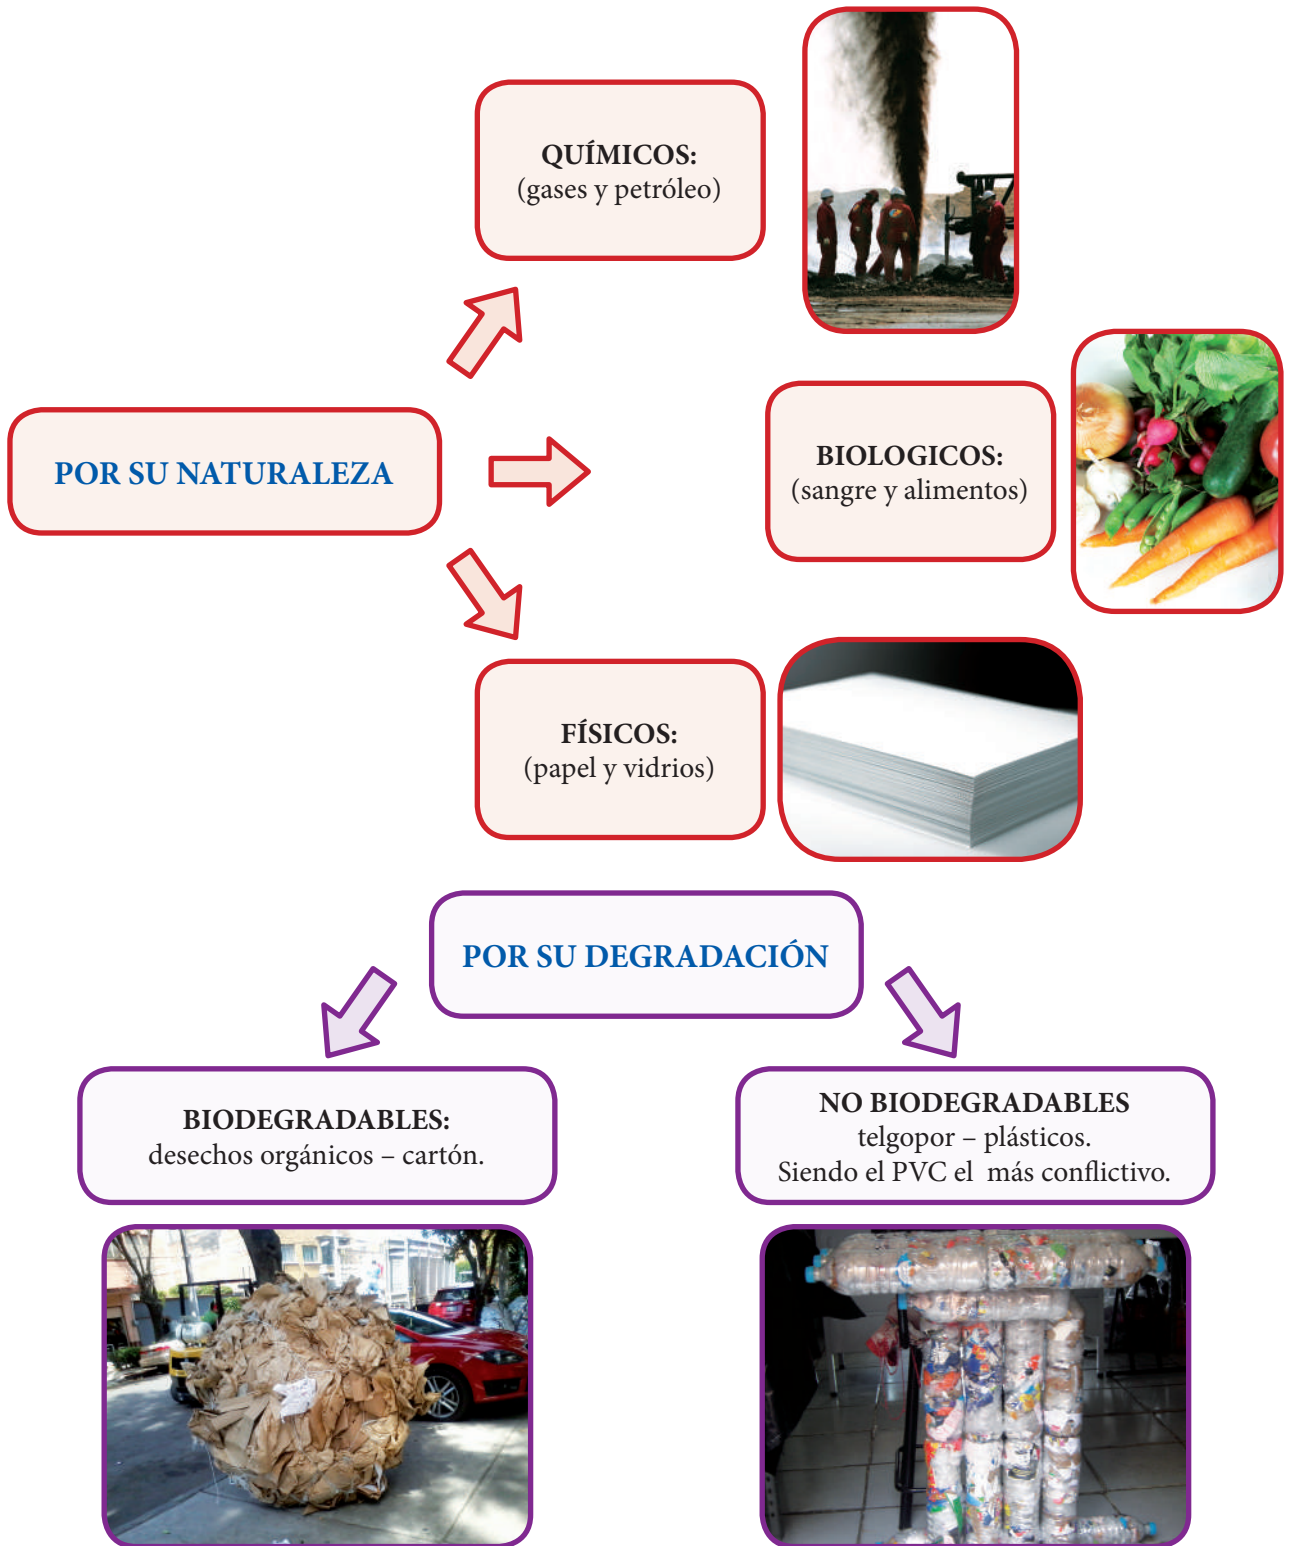 QUÍMICOS:
(gases y petróleo)
POR SU NATURALEZA
BIOLOGICOS:
(sangre y alimentos)
FÍSICOS:
(papel y vidrios)
POR SU DEGRADACIÓN
BIODEGRADABLES:
desechos orgánicos – cartón.
NO BIODEGRADABLES
telgopor – plásticos.
Siendo el PVC el  más conflictivo.